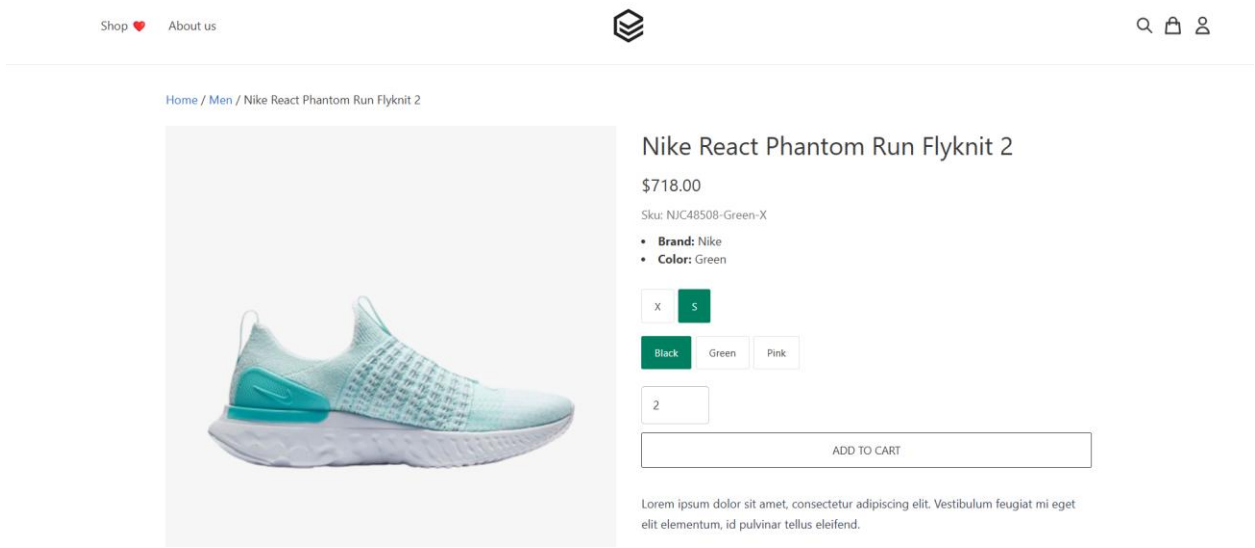 Shop ❤️ About us
Home / Men / Nike React Phantom Run Flyknit 2
Nike React Phantom Run Flyknit 2
$718.00
Sku: NJC48508-Green-X
• Brand: Nike
• Color: Green
X S
Black Green Pink
2
ADD TO CART
Lorem ipsum dolor sit amet, consectetur adipiscing elit. Vestibulum feugiat mi eget
elit elementum, id pulvinar tellus eleifend.